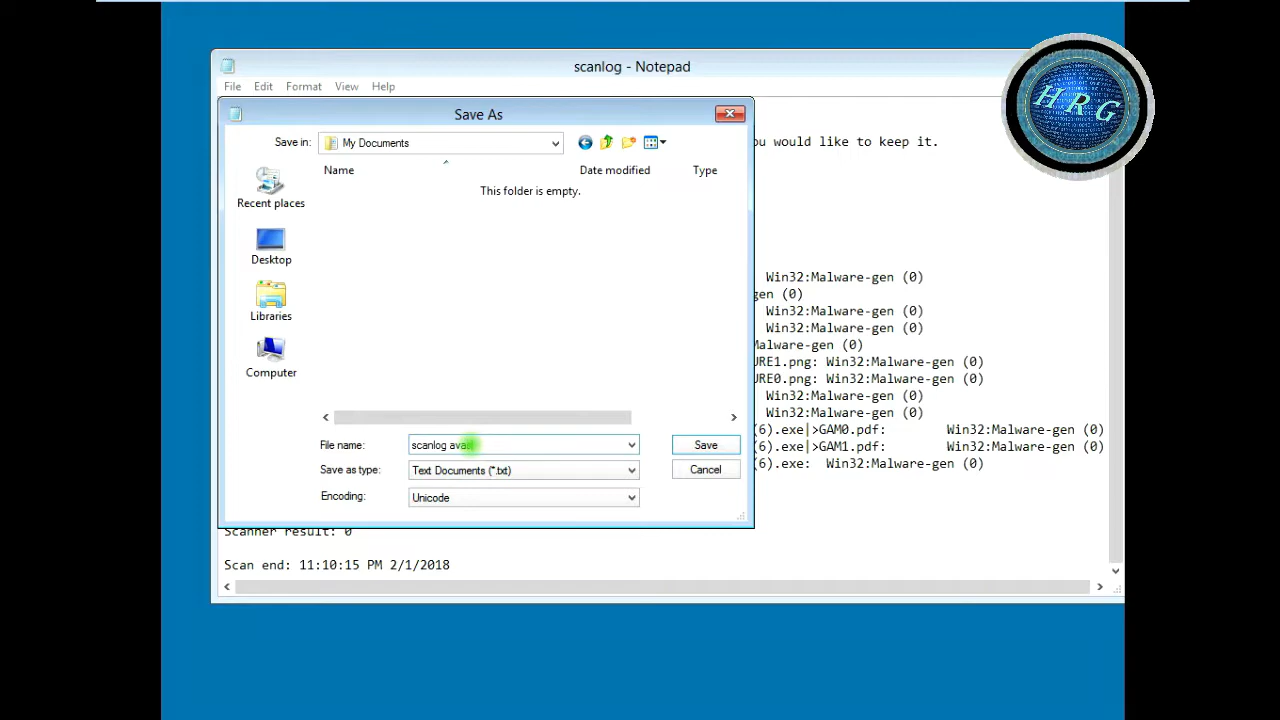 scanlog - Notepad
HRG
File Edit Format View Help
Save As
Save in: My Documents
ou would like to keep it.
Name Date modified Type
This folder is empty.
Recent places
Desktop
Libraries
Computer
Win32:Malware-gen (0)
gen (0)
Win32:Malware-gen (0)
Win32:Malware-gen (0)
Malware-gen (0)
URE1.png: Win32:Malware-gen (0)
URE0.png: Win32:Malware-gen (0)
Win32:Malware-gen (0)
Win32:Malware-gen (0)
(6).exe|>GAM0.pdf: Win32:Malware-gen (0)
(6).exe|>GAM1.pdf: Win32:Malware-gen (0)
(6).exe: Win32:Malware-gen (0)
File name: scanlog Save
Save as type: Text Documents (*.txt) Cancel
Encoding: Unicode
Scanner result: 0
Scan end: 11:10:15 PM 2/1/2018